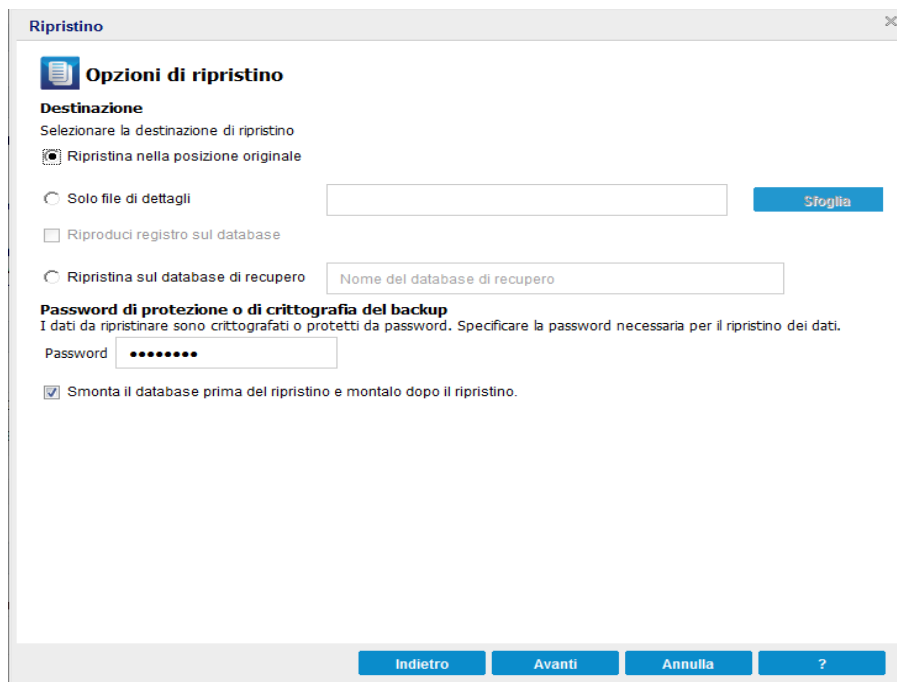 Ripristino
Opzioni di ripristino
Destinazione
Selezionare la destinazione di ripristino
Ripristina nella posizione originale
Solo file di dettagli
Sfoglia
Riproduci registro sul database
Ripristina sul database di recupero
Nome del database di recupero
Password di protezione o di crittografia del backup
I dati da ripristinare sono crittografati o protetti da password. Specificare la password necessaria per il ripristino dei dati.
Password ••••••••
Smonta il database prima del ripristino e montalo dopo il ripristino.
Indietro Avanti Annulla ?